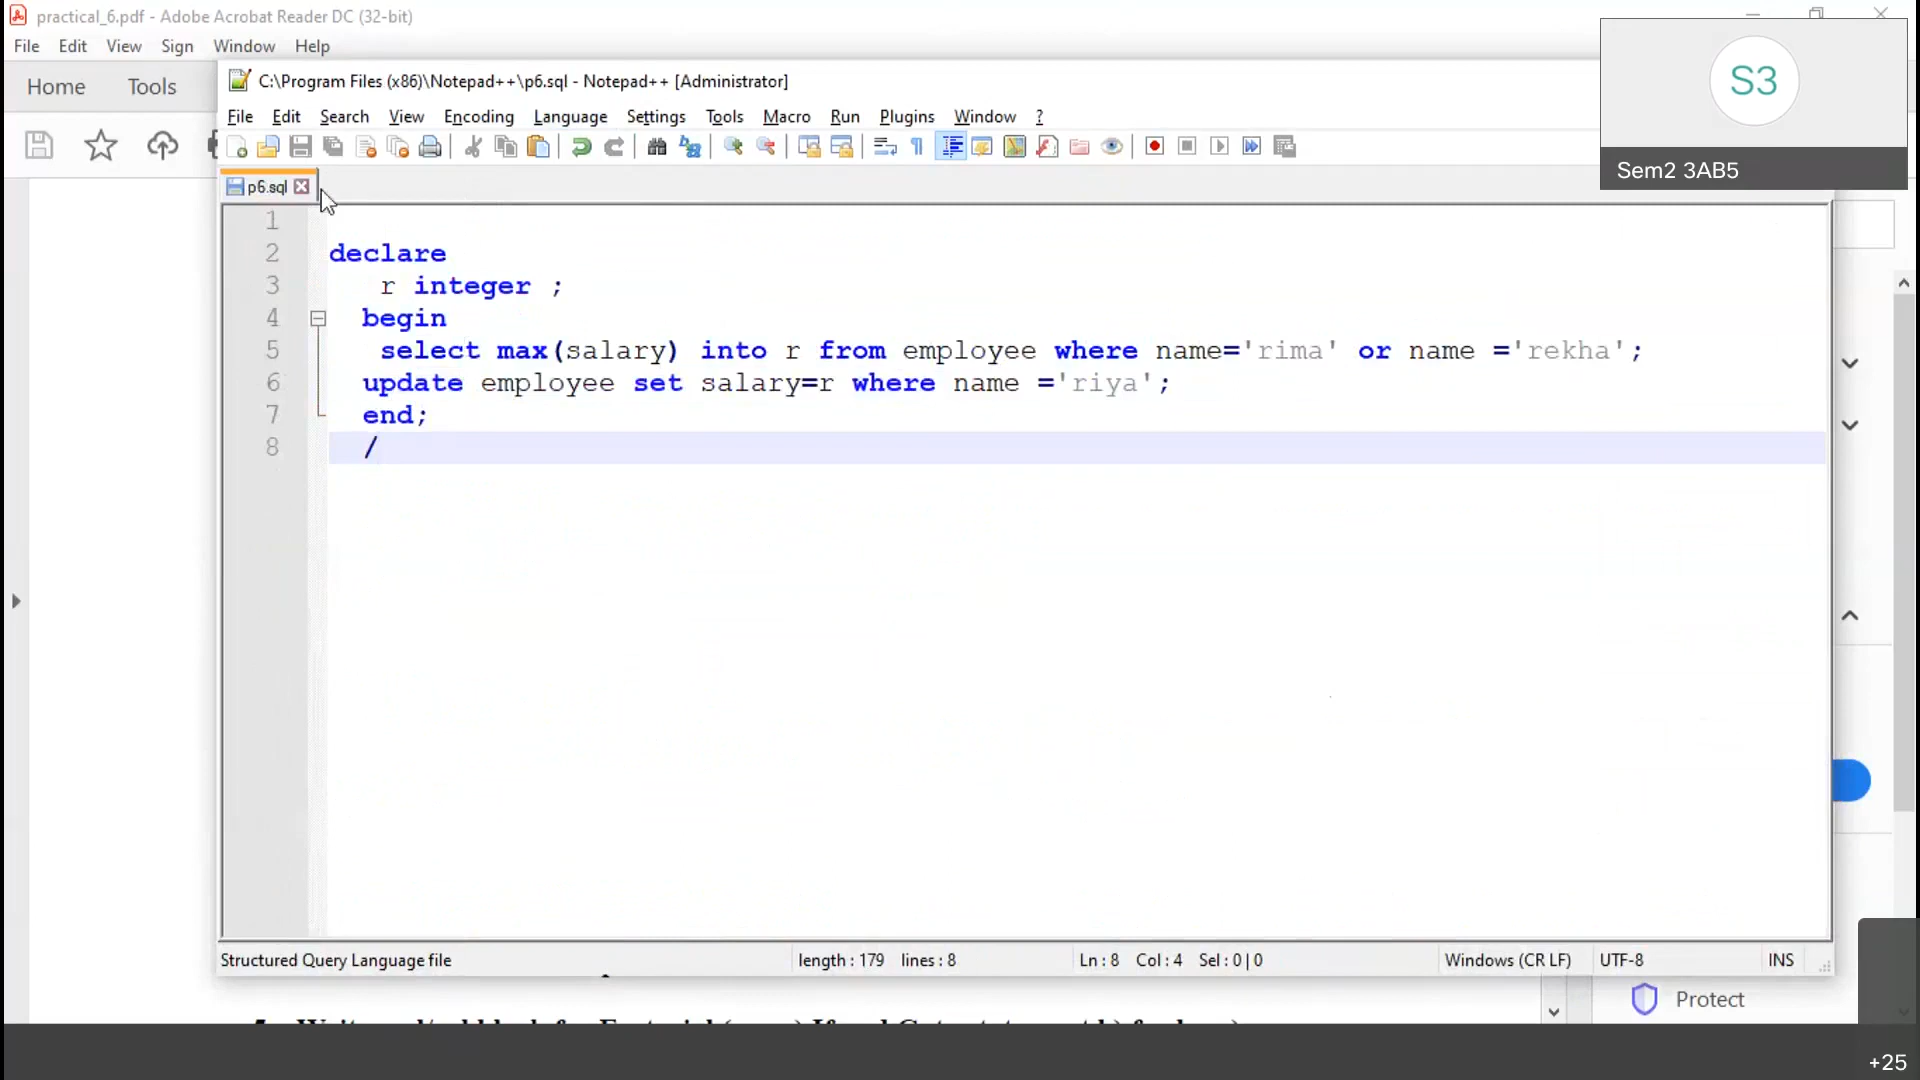 practical_6.pdf - Adobe Acrobat Reader DC (32-bit)
File Edit View Sign Window Help
Home Tools
C:\Program Files (x86)\Notepad++\p6.sql - Notepad++ [Administrator]
File Edit Search View Encoding Language Settings Tools Macro Run Plugins Window ?
S3
Sem2 3AB5
p6.sql
1
2 declare
3 r integer ;
4 begin
5 select max(salary) into r from employee where name='rima' or name ='rekha';
6 update employee set salary=r where name ='riya';
7 end;
8 /
Structured Query Language file length : 179 lines : 8 Ln : 8 Col : 4 Sel : 0 | 0 Windows (CR LF) UTF-8 INS
Protect
+25